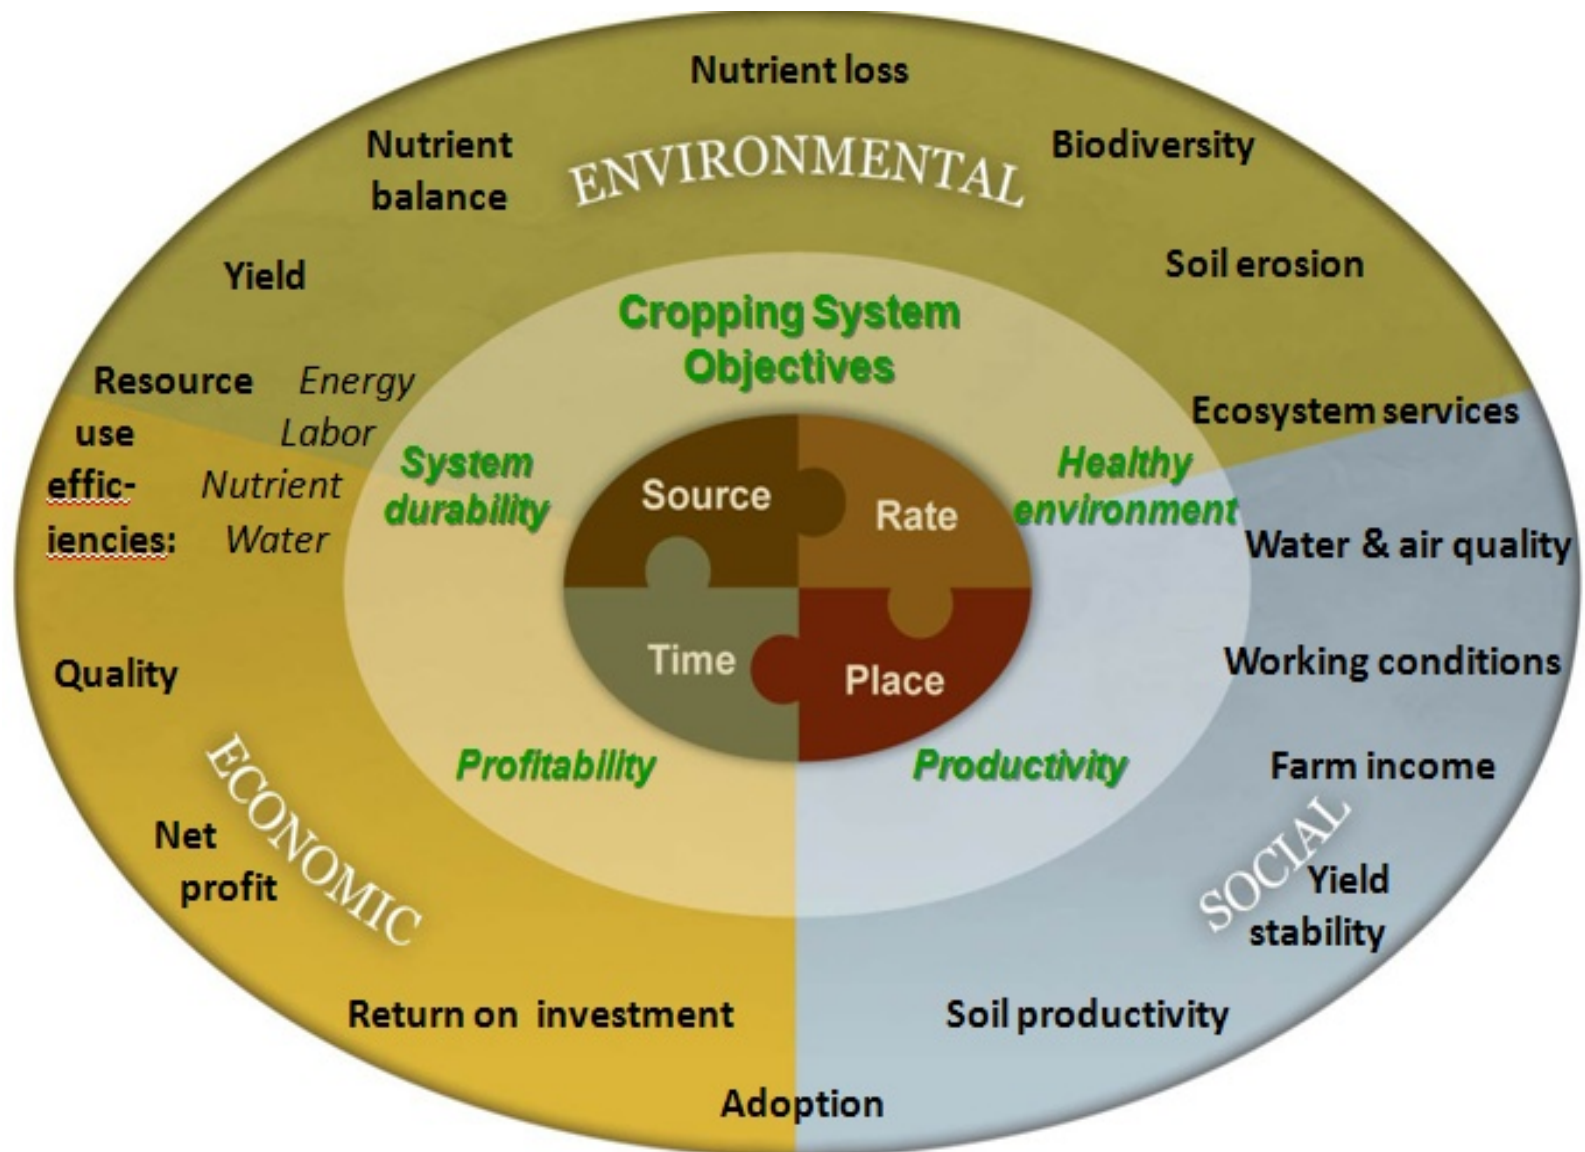 Nutrient loss
Nutrient
balance
ENVIRONMENTAL
Biodiversity
Yield
Soil erosion
Cropping System
Objectives
Resource Energy
use Labor
effic- Nutrient
iencies: Water
Ecosystem services
System
durability
Healthy
environment
Source
Rate
Time
Place
Water & air quality
Quality
Working conditions
Profitability
Productivity
Farm income
ECONOMIC
SOCIAL
Net
profit
Yield
stability
Return on investment
Soil productivity
Adoption